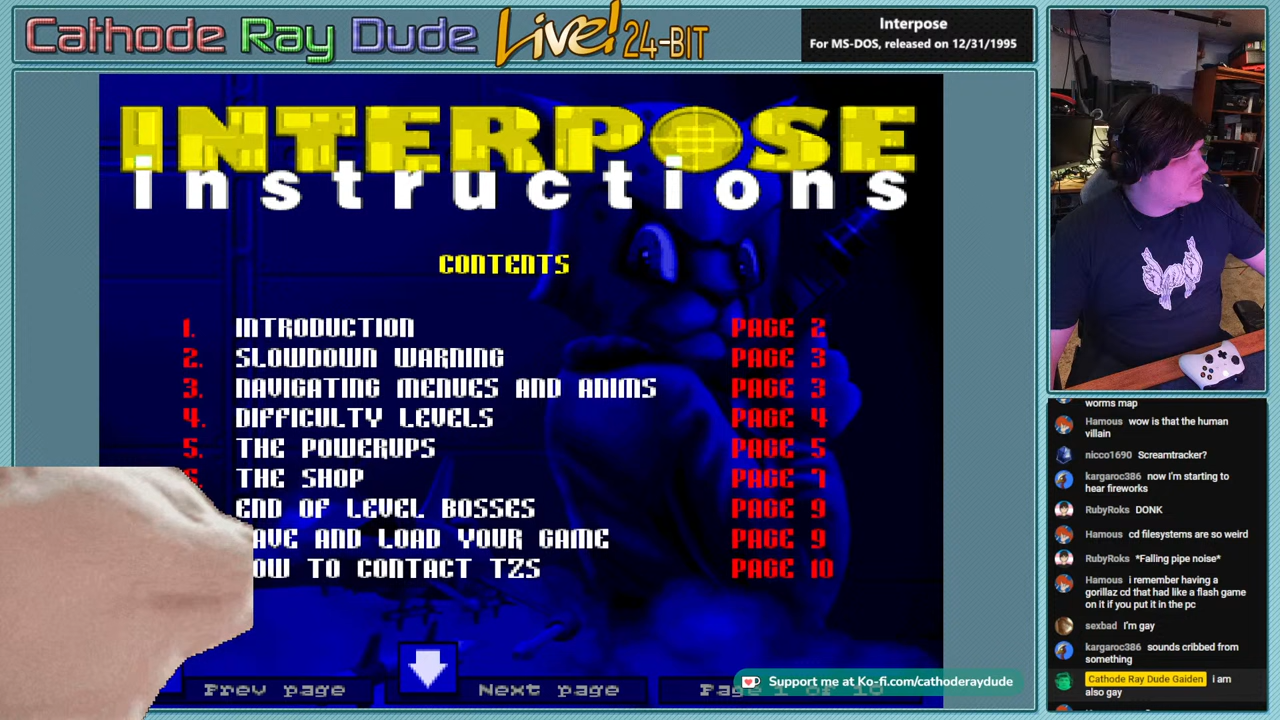 Cathode Ray Dude Live! 24-BIT
Interpose
For MS-DOS, released on 12/31/1995
INTERPOSE
instructions
CONTENTS
1. INTRODUCTION PAGE 2
2. SLOWDOWN WARNING PAGE 3
3. NAVIGATING MENUES AND ANIMS PAGE 3
4. DIFFICULTY LEVELS PAGE 4
5. THE POWERUPS PAGE 5
THE SHOP PAGE 7
END OF LEVEL BOSSES PAGE 9
AVE AND LOAD YOUR GAME PAGE 9
OW TO CONTACT TZS PAGE 10
Prev page Next page Page 1 of 10
Support me at Ko-fi.com/cathoderaydude
worms map
Hamous wow is that the human
villain
nicco1690 Screamtracker?
kargaroc386 now I'm starting to
hear fireworks
RubyRoks DONK
Hamous cd filesystems are so weird
RubyRoks *Falling pipe noise*
Hamous i remember having a
gorillaz cd that had like a flash game
on it if you put it in the pc
sexbad I'm gay
kargaroc386 sounds cribbed from
something
Cathode Ray Dude Gaiden i am
also gay